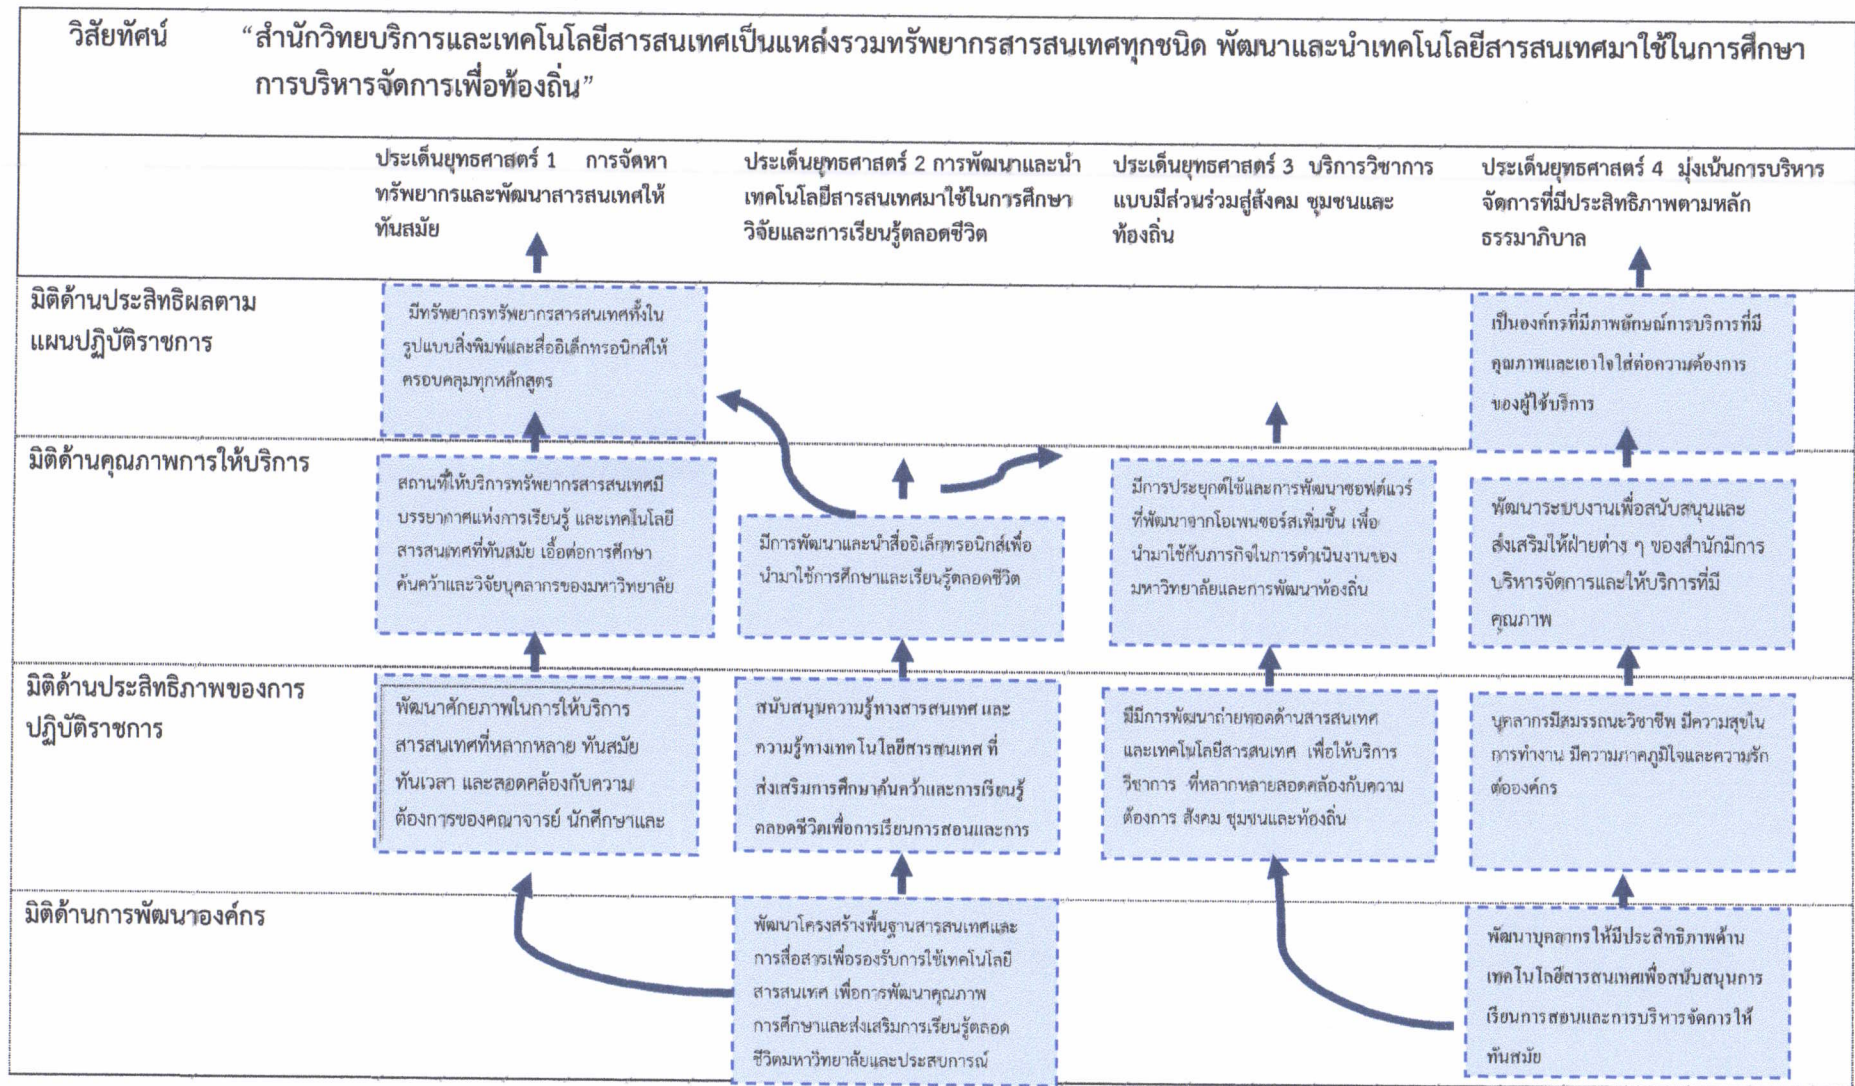 วิสัยทัศน์ “สำนักวิทยบริการและเทคโนโลยีสารสนเทศเป็นแหล่งรวมทรัพยากรสารสนเทศทุกชนิด พัฒนาและนำเทคโนโลยีสารสนเทศมาใช้ในการศึกษา
การบริหารจัดการเพื่อท้องถิ่น”
ประเด็นยุทธศาสตร์ 1 การจัดหา
ทรัพยากรและพัฒนาสารสนเทศให้
ทันสมัย
ประเด็นยุทธศาสตร์ 2 การพัฒนาและนำ
เทคโนโลยีสารสนเทศมาใช้ในการศึกษา
วิจัยและการเรียนรู้ตลอดชีวิต
ประเด็นยุทธศาสตร์ 3 บริการวิชาการ
แบบมีส่วนร่วมสู่สังคม ชุมชนและ
ท้องถิ่น
ประเด็นยุทธศาสตร์ 4 มุ่งเน้นการบริหาร
จัดการที่มีประสิทธิภาพตามหลัก
ธรรมาภิบาล
มิติด้านประสิทธิผลตาม
แผนปฏิบัติราชการ
มีทรัพยากรทรัพยากรสารสนเทศทั้งใน
รูปแบบสิ่งพิมพ์และสื่ออิเล็กทรอนิกส์ให้
ครอบคลุมทุกหลักสูตร
เป็นองค์กรที่มีภาพลักษณ์การบริการที่มี
คุณภาพและเอาใจใส่ต่อความต้องการ
ของผู้ใช้บริการ
มิติด้านคุณภาพการให้บริการ
สถานที่ให้บริการทรัพยากรสารสนเทศมี
บรรยากาศแห่งการเรียนรู้ และเทคโนโลยี
สารสนเทศที่ทันสมัย เอื้อต่อการศึกษา
ค้นคว้าและวิจัยบุคลากรของมหาวิทยาลัย
มีการพัฒนาและนำสื่ออิเล็กทรอนิกส์เพื่อ
นำมาใช้การศึกษาและเรียนรู้ตลอดชีวิต
มีการประยุกต์ใช้และการพัฒนาซอฟต์แวร์
ที่พัฒนาจากโอเพนซอร์สเพิ่มขึ้น เพื่อ
นำมาใช้กับภารกิจในการดำเนินงานของ
มหาวิทยาลัยและการพัฒนาท้องถิ่น
พัฒนาระบบงานเพื่อสนับสนุนและ
ส่งเสริมให้ฝ่ายต่าง ๆ ของสำนักมีการ
บริหารจัดการและให้บริการที่มี
คุณภาพ
มิติด้านประสิทธิภาพของการ
ปฏิบัติราชการ
พัฒนาศักยภาพในการให้บริการ
สารสนเทศที่หลากหลาย ทันสมัย
ทันเวลา และสอดคล้องกับความ
ต้องการของคณาจารย์ นักศึกษาและ
สนับสนุนความรู้ทางสารสนเทศ และ
ความรู้ทางเทคโนโลยีสารสนเทศ ที่
ส่งเสริมการศึกษาค้นคว้าและการเรียนรู้
ตลอดชีวิตเพื่อการเรียนการสอนและการ
มีมีการพัฒนาถ่ายทอดด้านสารสนเทศ
และเทคโนโลยีสารสนเทศ เพื่อให้บริการ
วิชาการ ที่หลากหลายสอดคล้องกับความ
ต้องการ สังคม ชุมชนและท้องถิ่น
บุคลากรมีสมรรถนะวิชาชีพ มีความสุขใน
การทำงาน มีความภาคภูมิใจและความรัก
ต่อองค์กร
มิติด้านการพัฒนาองค์กร
พัฒนาโครงสร้างพื้นฐานสารสนเทศและ
การสื่อสารเพื่อรองรับการใช้เทคโนโลยี
สารสนเทศ เพื่อการพัฒนาคุณภาพ
การศึกษาและส่งเสริมการเรียนรู้ตลอด
ชีวิตมหาวิทยาลัยและประสบการณ์
พัฒนาบุคลากรให้มีประสิทธิภาพด้าน
เทคโนโลยีสารสนเทศเพื่อสนับสนุนการ
เรียนการสอนและการบริหารจัดการให้
ทันสมัย